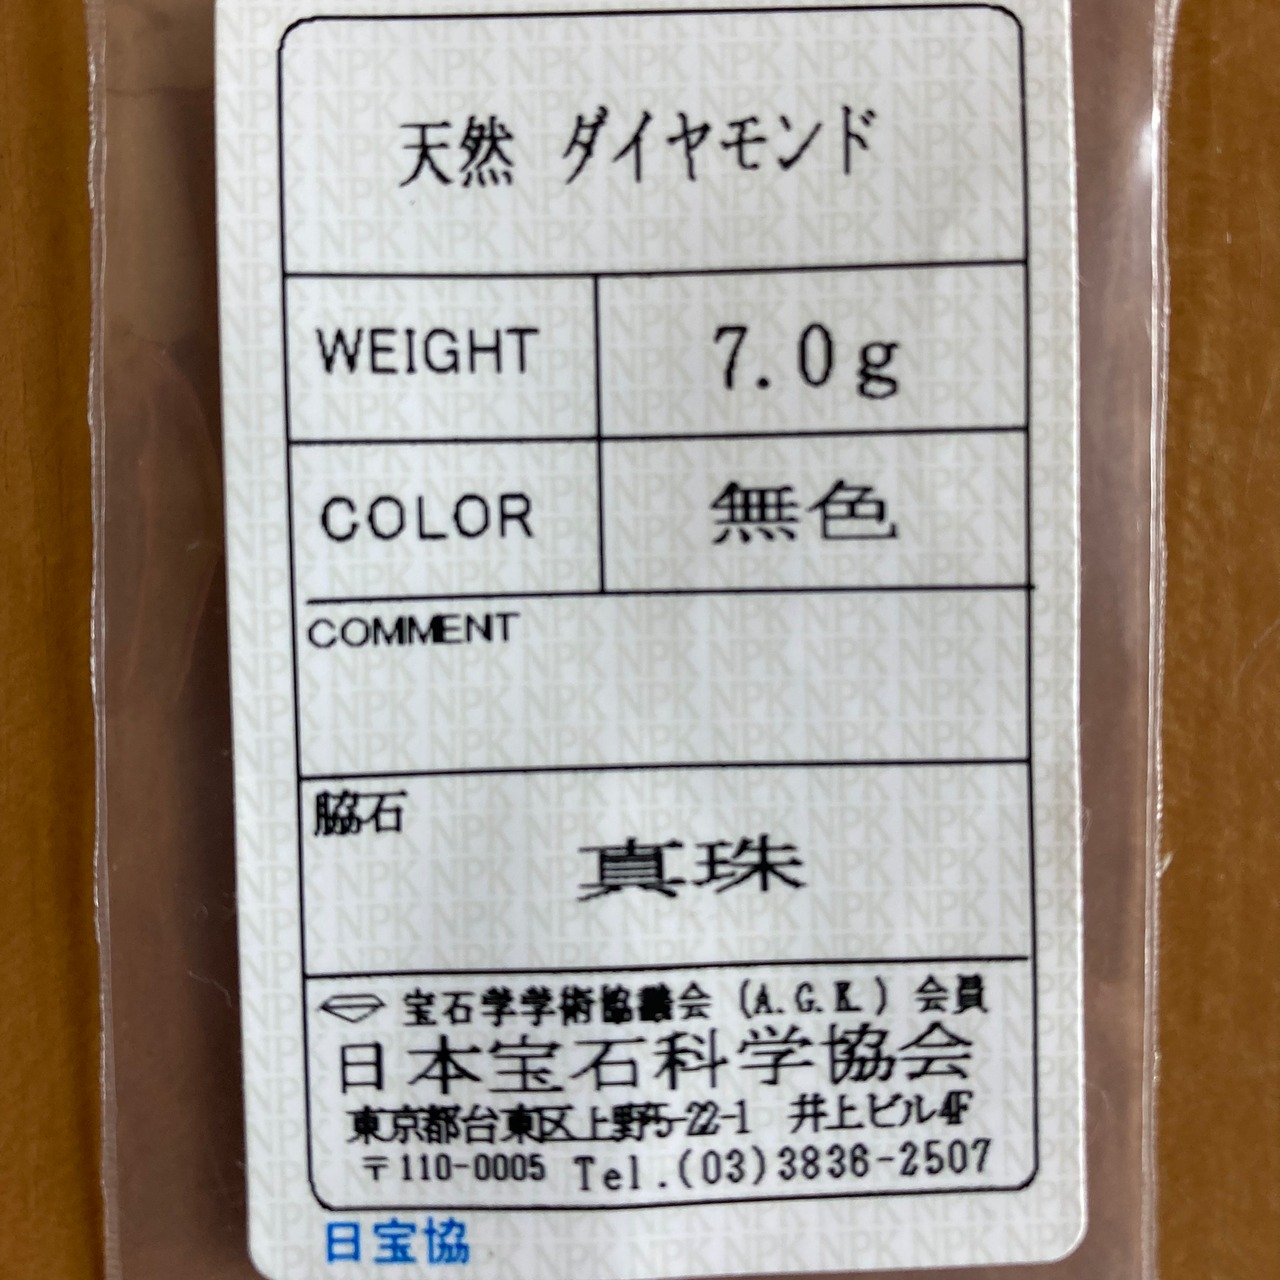 天然 ダイヤモンド
WEIGHT 7.0g
COLOR 無色
COMMENT
脇石
真珠
宝石学学術協議会 (A.G.K.) 会員
日本宝石科学協会
東京都台東区上野5-22-1 井上ビル4F
〒110-0005 Tel.(03)3836-2507
日宝協